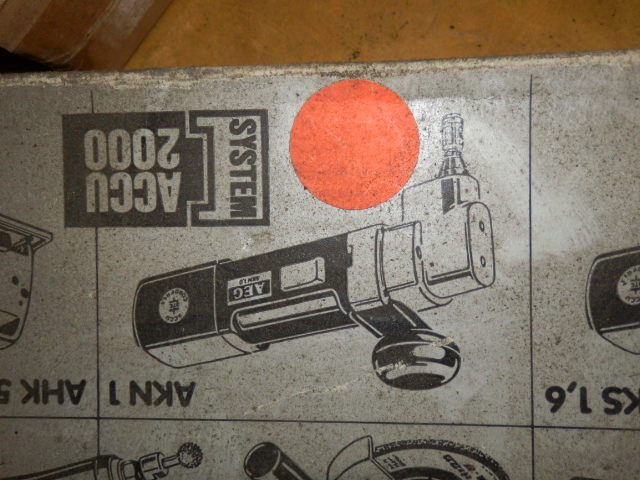 KS 1,6
AKN 1
AHK 5
AEG
SYSTEM
ACCU
2000